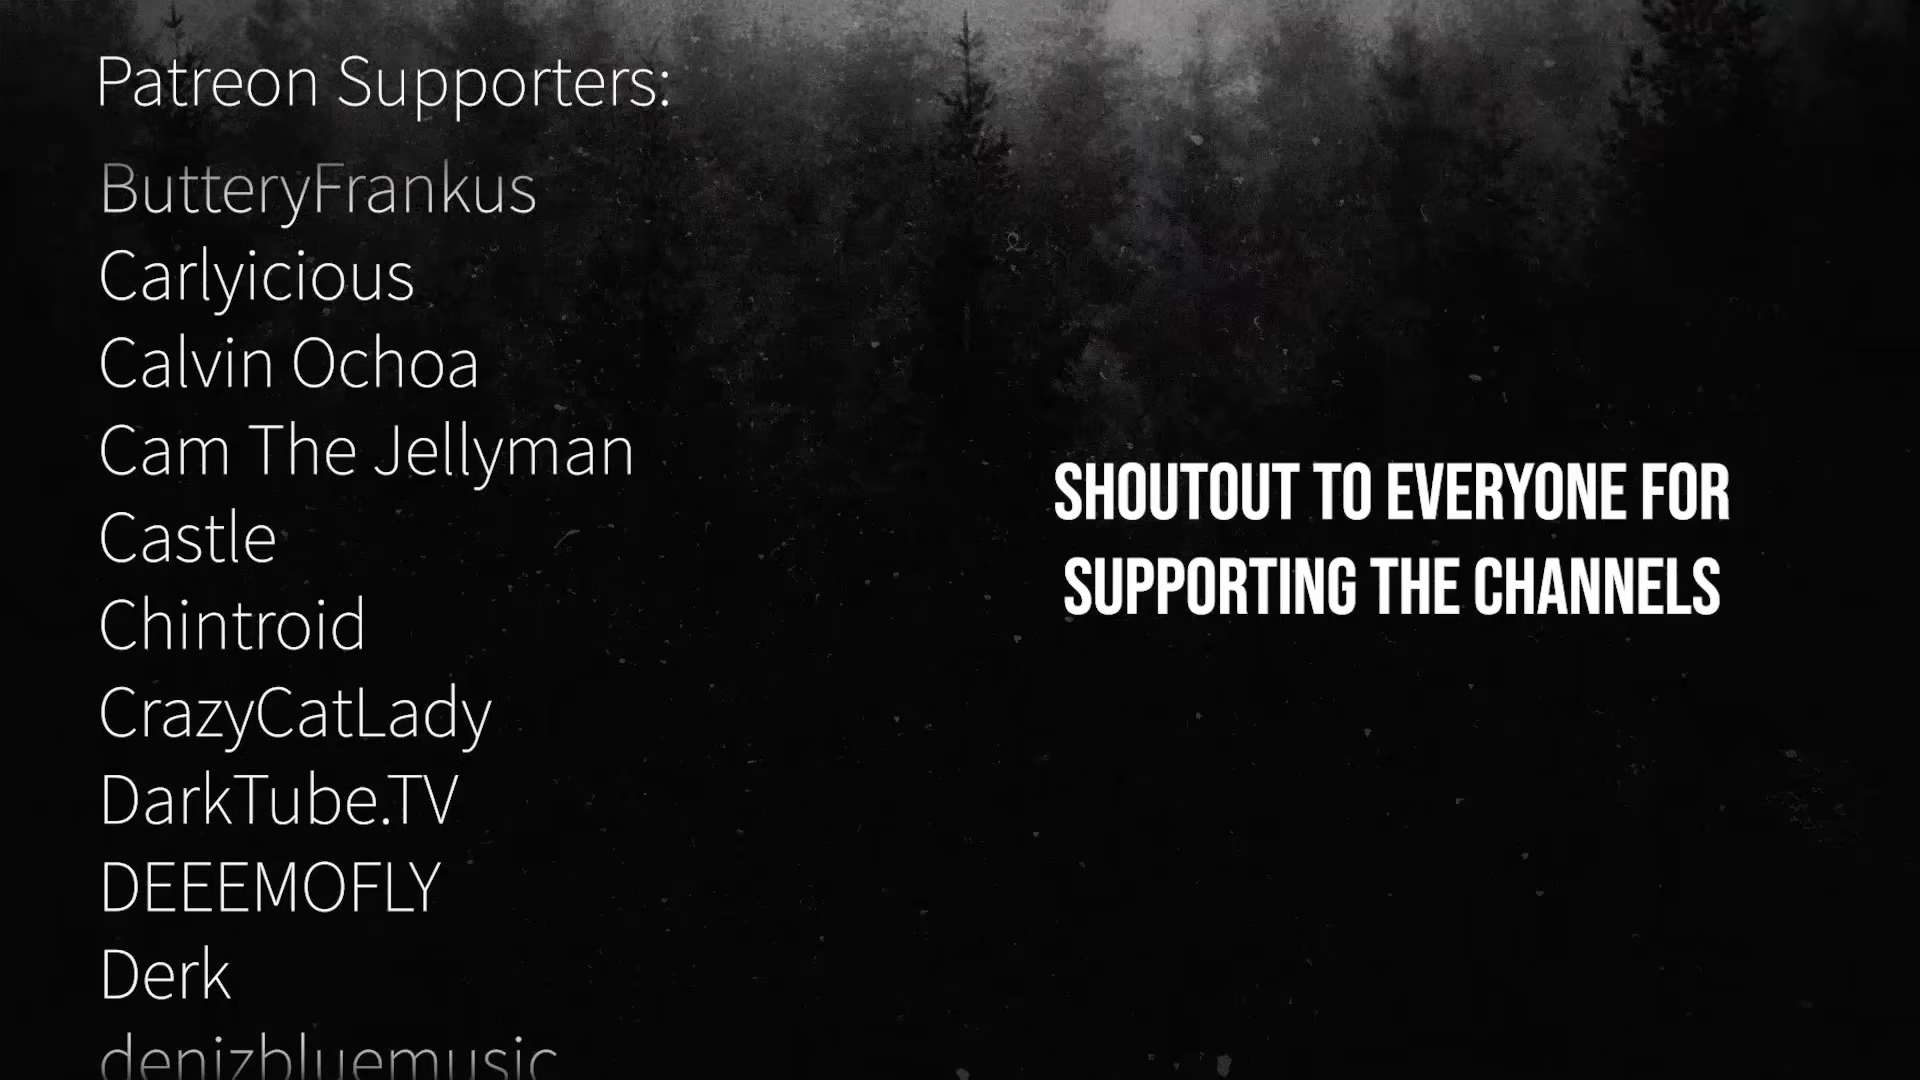 Patreon Supporters:
ButteryFrankus
Carlyicious
Calvin Ochoa
Cam The Jellyman
Castle
Chintroid
CrazyCatLady
DarkTube.TV
DEEEMOFLY
Derk
denizbluemusic
SHOUTOUT TO EVERYONE FOR
SUPPORTING THE CHANNELS